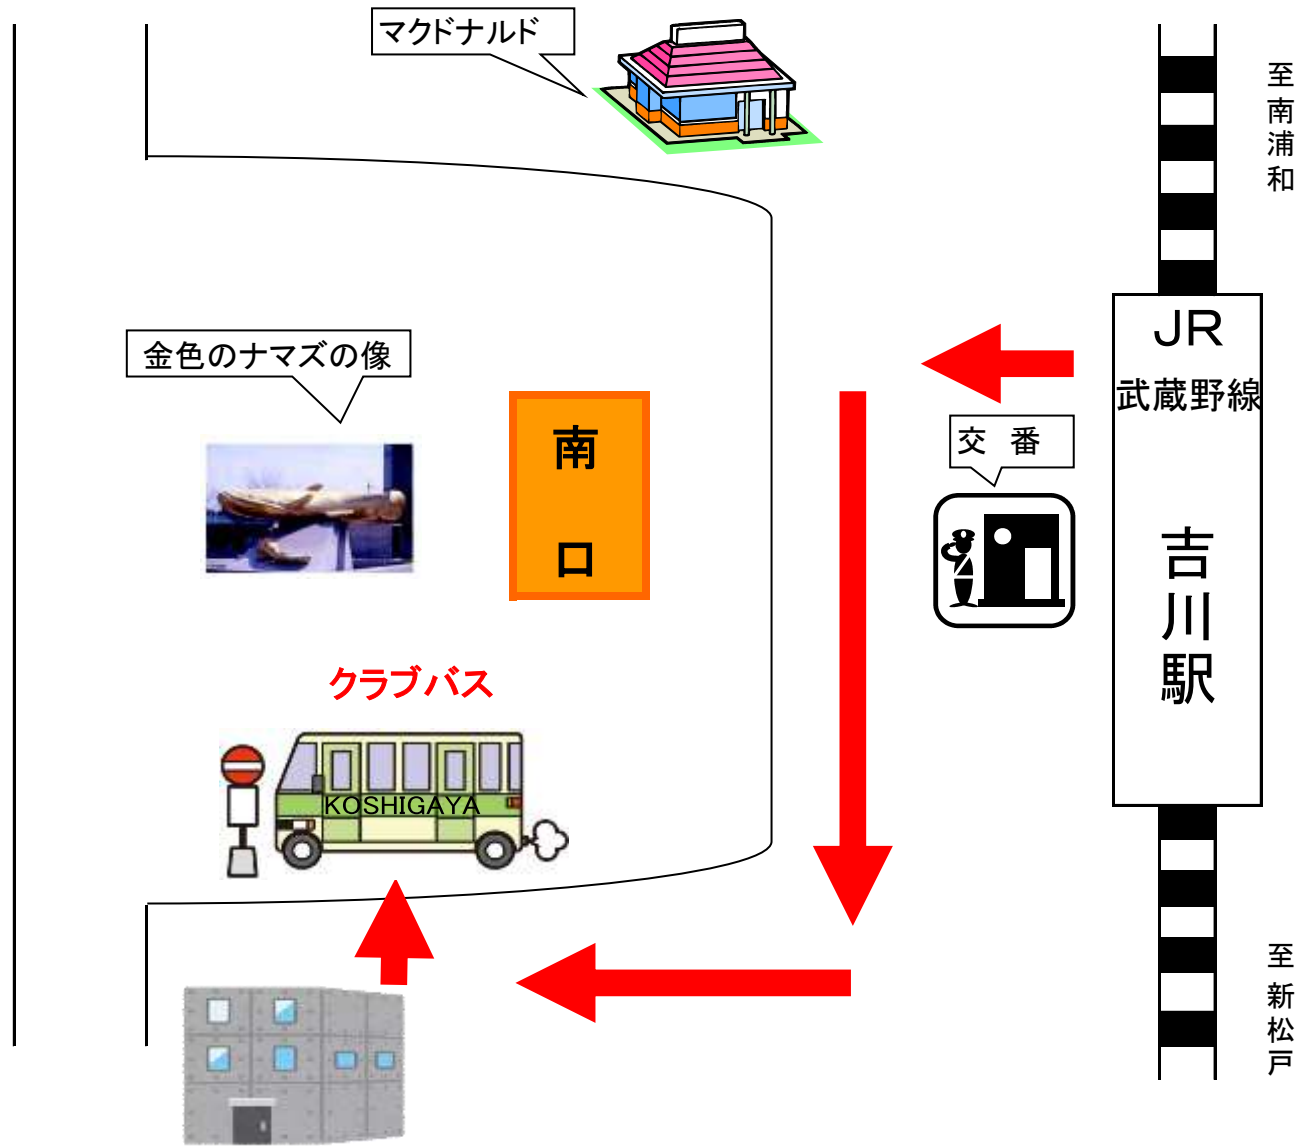 マクドナルド
至南浦和
JR
武蔵野線
吉川駅
金色のナマズの像
交 番
南口
クラブバス
KOSHIGAYA
至新松戸